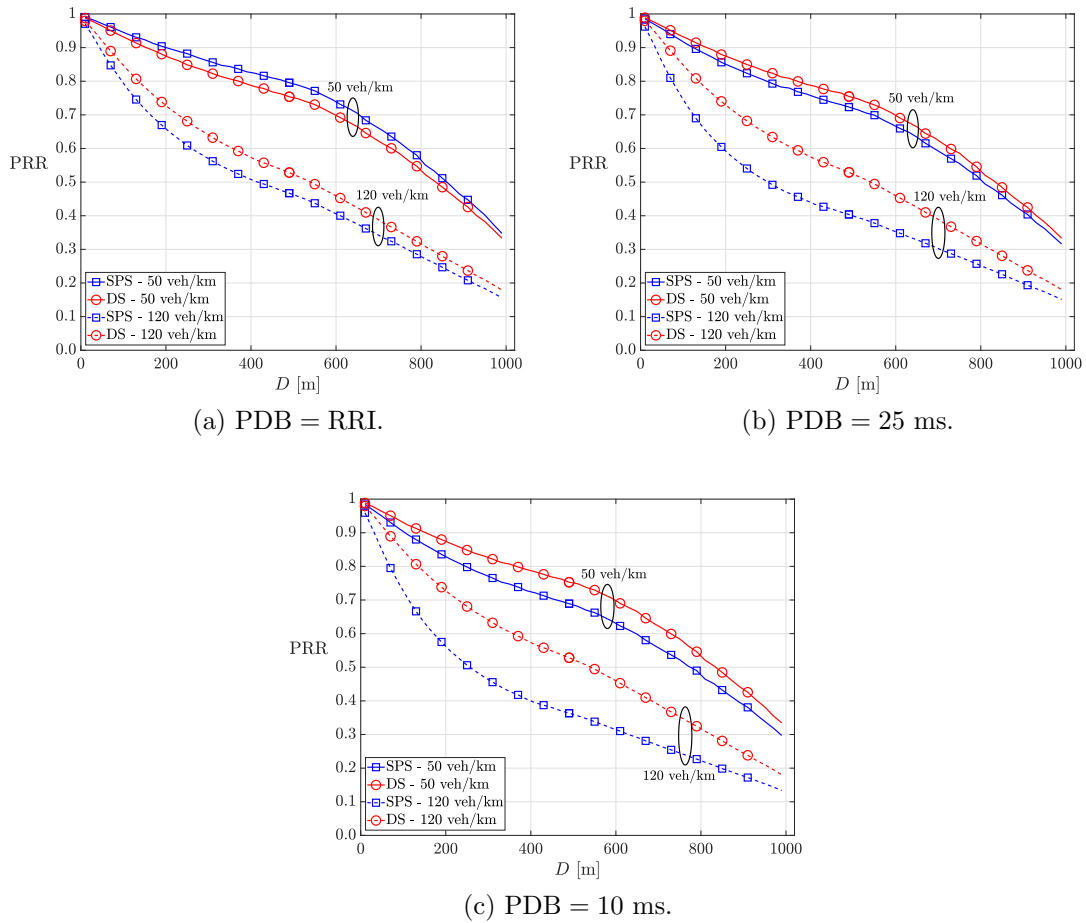 1
0.9
0.8
0.7
0.6
PRR
0.5
0.4
0.3
0.2
0.1
0.0
0 200 400 600 800 1000
D [m]
50 veh/km
120 veh/km
SPS - 50 veh/km
DS - 50 veh/km
SPS - 120 veh/km
DS - 120 veh/km
(a) PDB = RRI.
1
0.9
0.8
0.7
0.6
PRR
0.5
0.4
0.3
0.2
0.1
0.0
0 200 400 600 800 1000
D [m]
50 veh/km
120 veh/km
SPS - 50 veh/km
DS - 50 veh/km
SPS - 120 veh/km
DS - 120 veh/km
(b) PDB = 25 ms.
1
0.9
0.8
0.7
0.6
PRR
0.5
0.4
0.3
0.2
0.1
0.0
0 200 400 600 800 1000
D [m]
50 veh/km
120 veh/km
SPS - 50 veh/km
DS - 50 veh/km
SPS - 120 veh/km
DS - 120 veh/km
(c) PDB = 10 ms.